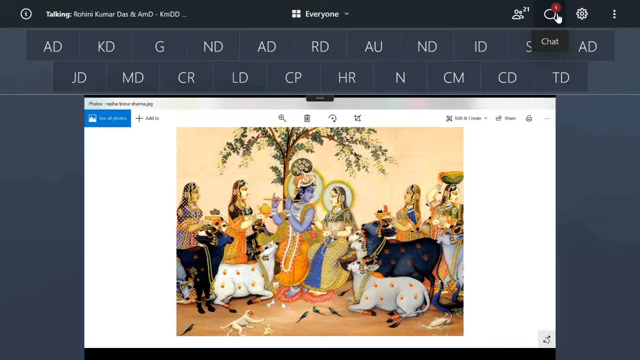 Talking: Rohini Kumar Das & AmD - KmDD ...
Everyone
21
1
Chat
AD KD G ND AD RD AU ND ID AD
JD MD CR LD CP HR N CM CD TD
Photos - radha-krsna-sharma.jpg
See all photos
Add to
Edit & Create
Share